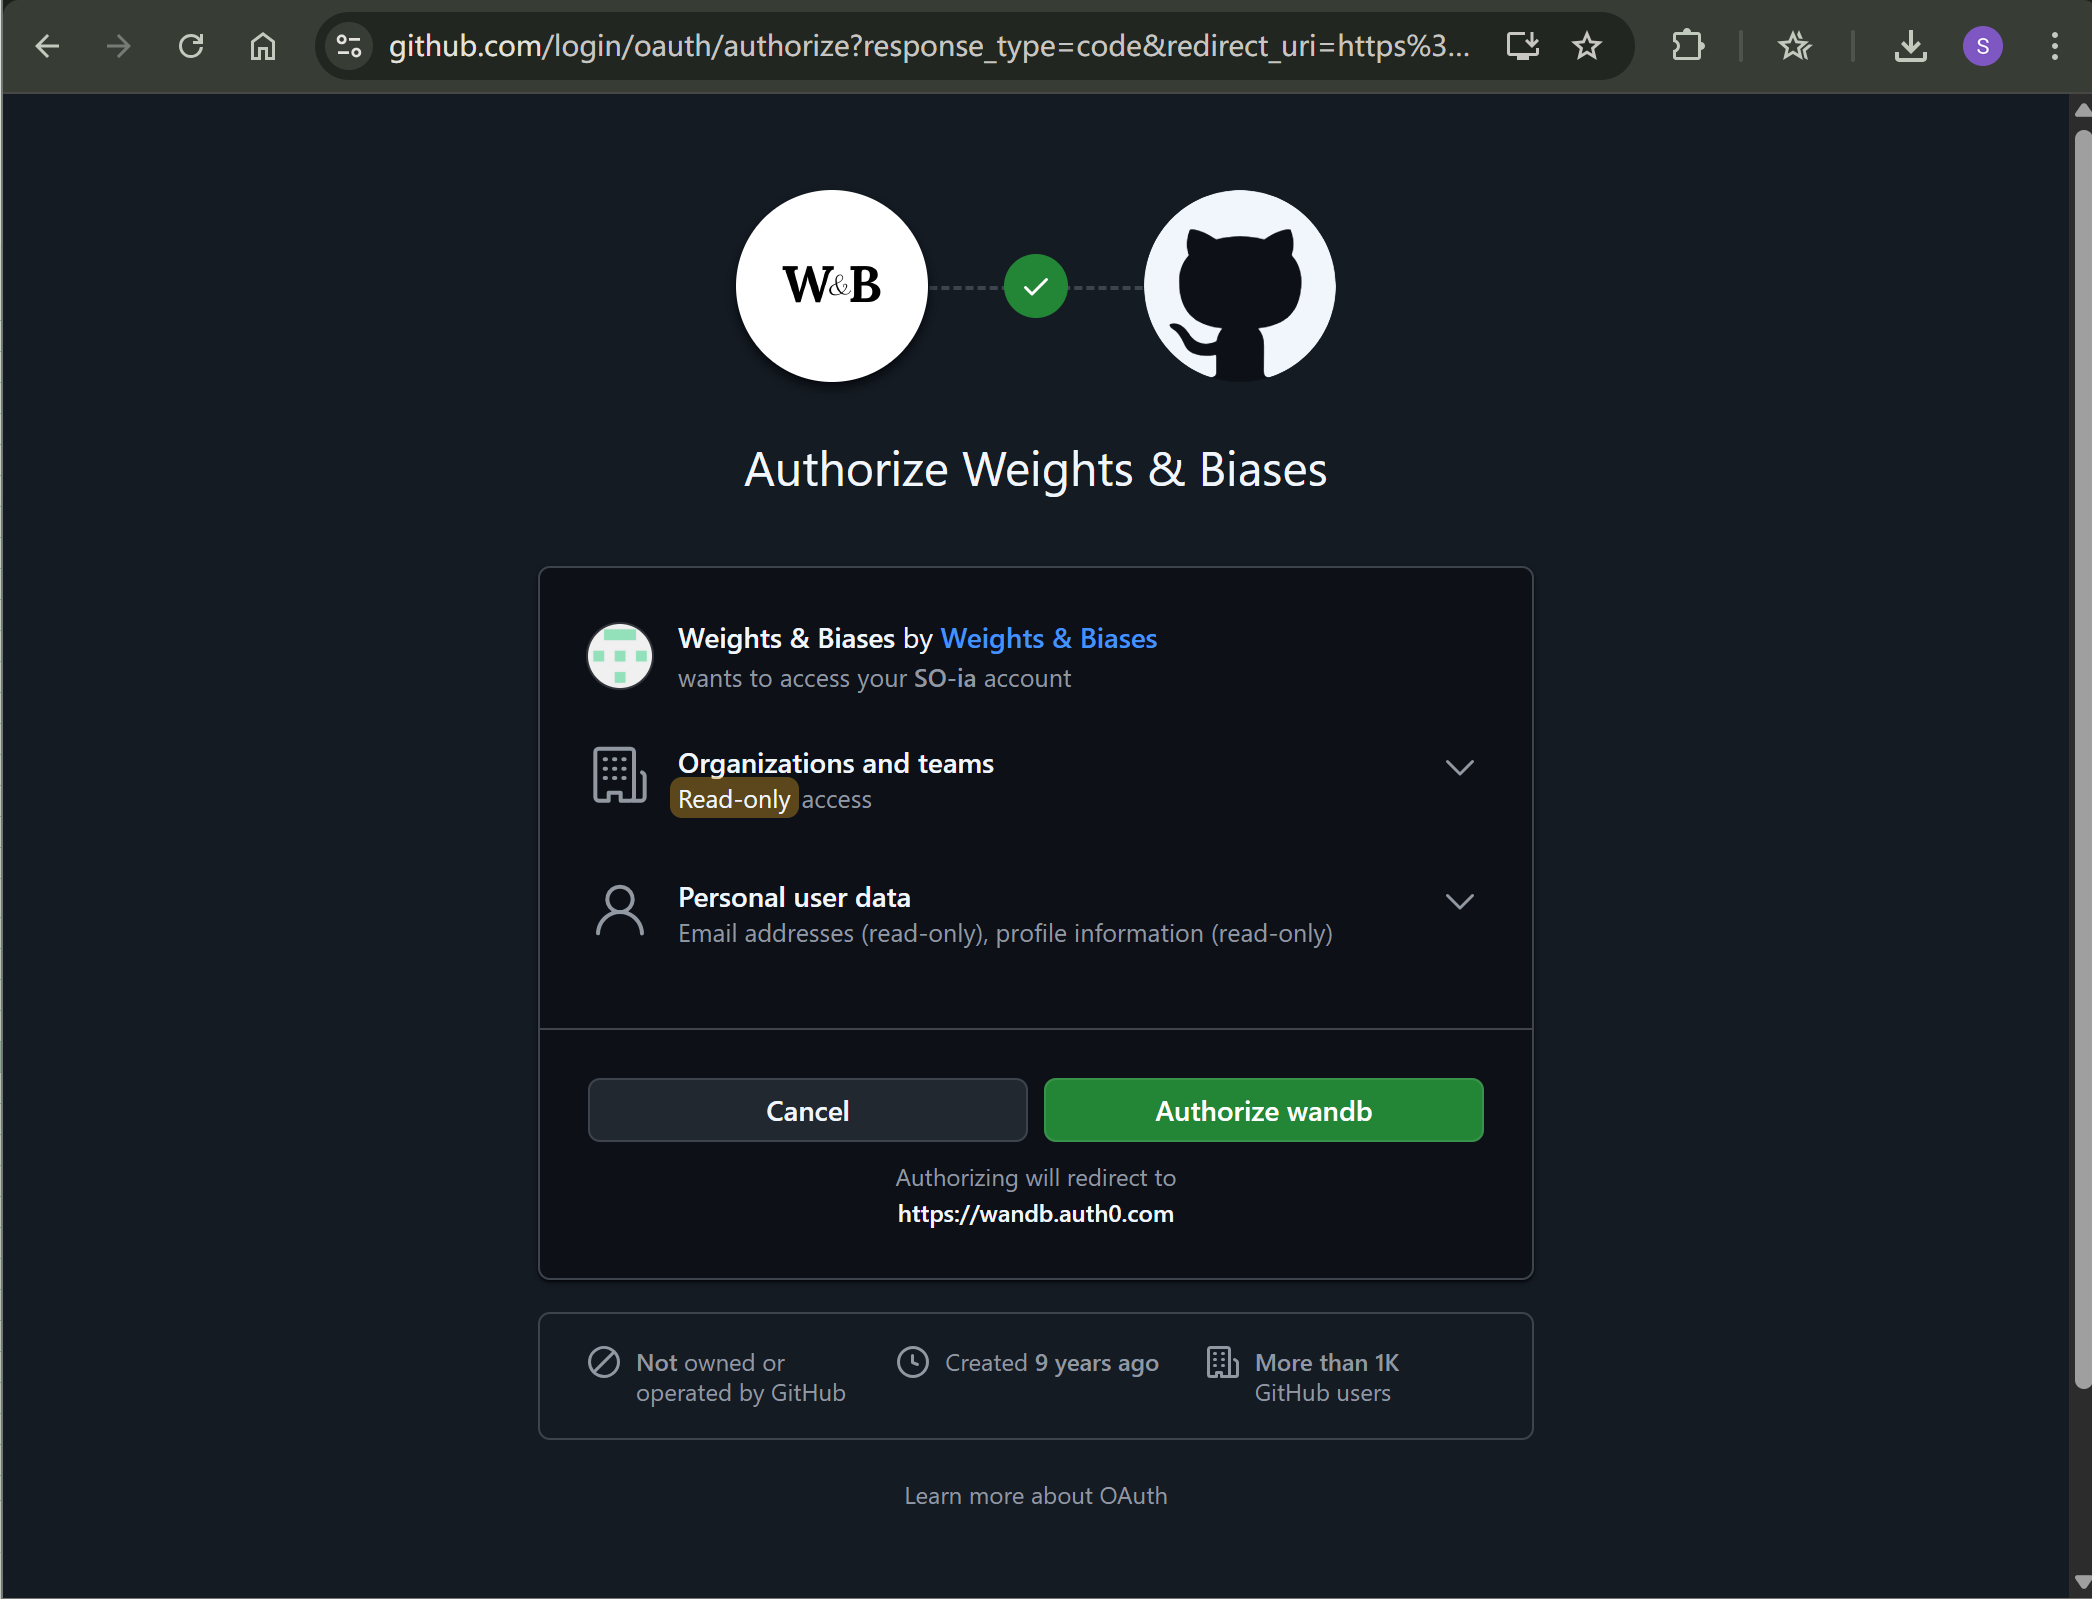 github.com/login/oauth/authorize?response_type=code&redirect_uri=https%3...
S
W&B
Authorize Weights & Biases
Weights & Biases by Weights & Biases
wants to access your SO-ia account
Organizations and teams
Read-only access
Personal user data
Email addresses (read-only), profile information (read-only)
Cancel
Authorize wandb
Authorizing will redirect to
https://wandb.auth0.com
Not owned or
operated by GitHub
Created 9 years ago
More than 1K
GitHub users
Learn more about OAuth